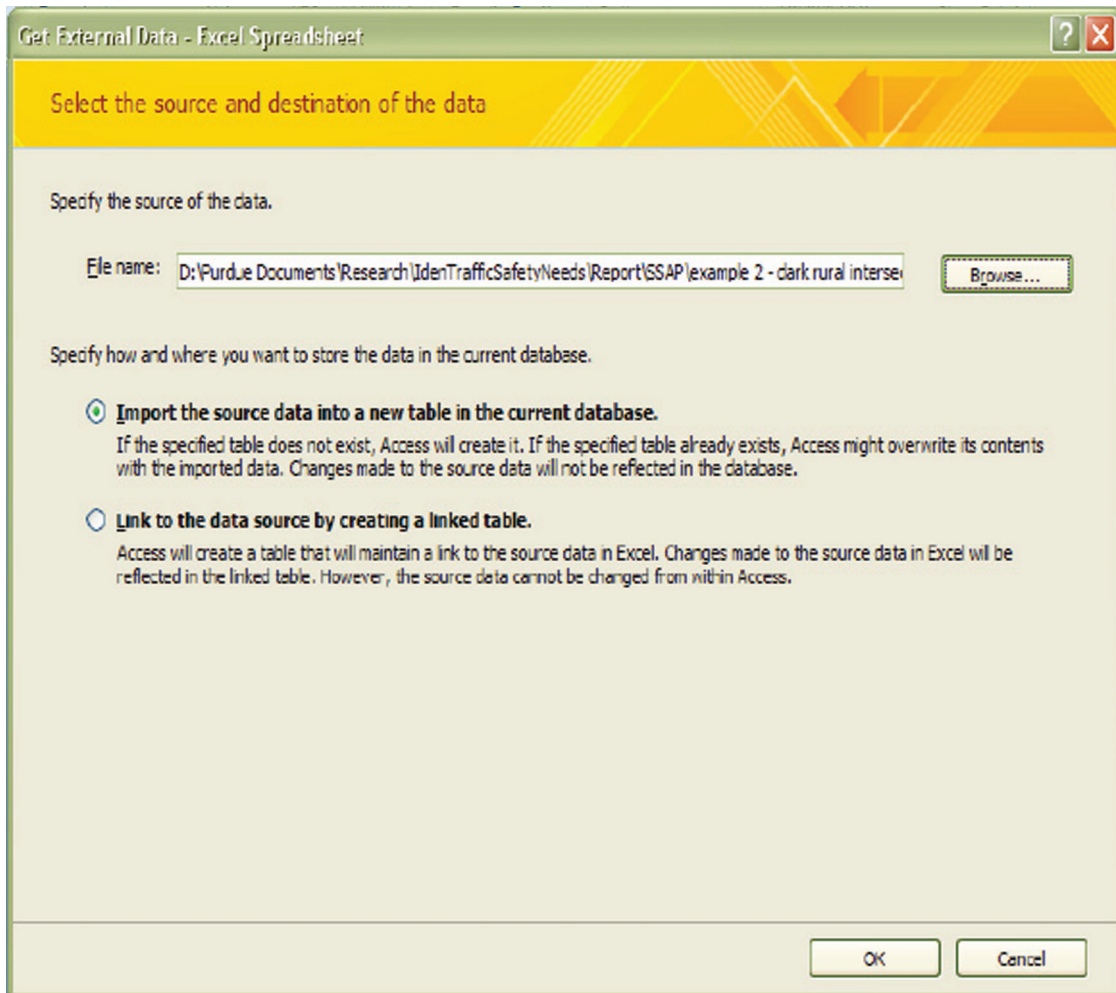 Get External Data - Excel Spreadsheet
Select the source and destination of the data
Specify the source of the data.
File name: D:\Purdue Documents\Research\IdenTrafficSafetyNeeds\Report\SSAP\example 2 - dark rural interse
Browse...
Specify how and where you want to store the data in the current database.
Import the source data into a new table in the current database.
If the specified table does not exist, Access will create it. If the specified table already exists, Access might overwrite its contents
with the imported data. Changes made to the source data will not be reflected in the database.
Link to the data source by creating a linked table.
Access will create a table that will maintain a link to the source data in Excel. Changes made to the source data in Excel will be
reflected in the linked table. However, the source data cannot be changed from within Access.
OK Cancel